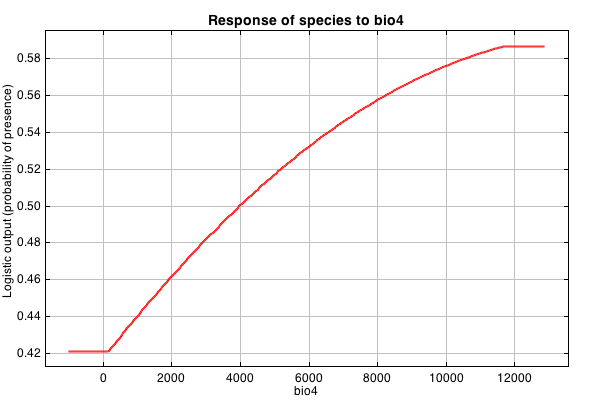 Response of species to bio4
Logistic output (probability of presence)
0.58
0.56
0.54
0.52
0.50
0.48
0.46
0.44
0.42
0 2000 4000 6000 8000 10000 12000
bio4